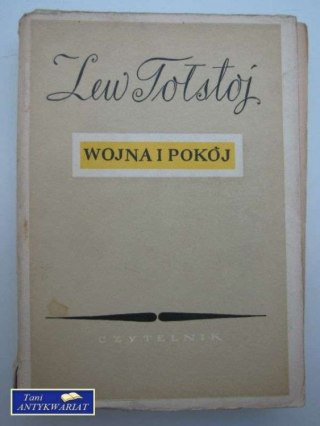 Lew Tołstoj
WOJNA I POKÓJ
CZYTELNIK
Tani
ANTYKWARIAT